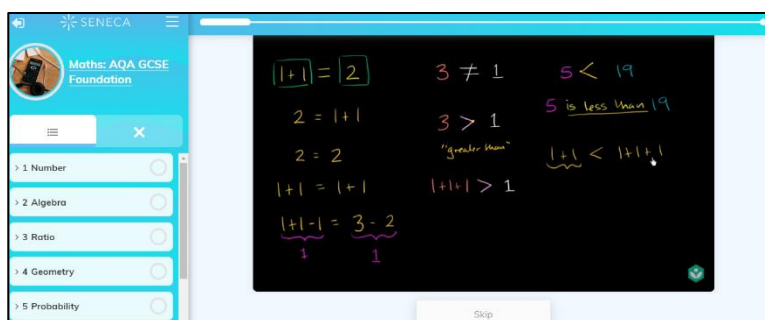 SENECA
Maths: AQA GCSE
Foundation
> 1 Number
> 2 Algebra
> 3 Ratio
> 4 Geometry
> 5 Probability
1+1 = 2
2 = 1+1
2 = 2
1+1 = 1+1
1+1-1 = 3-2
1 1
3 ≠ 1
3 > 1
"greater than"
1+1+1 > 1
5 < 19
5 is less than 19
1+1 < 1+1+1
Skip